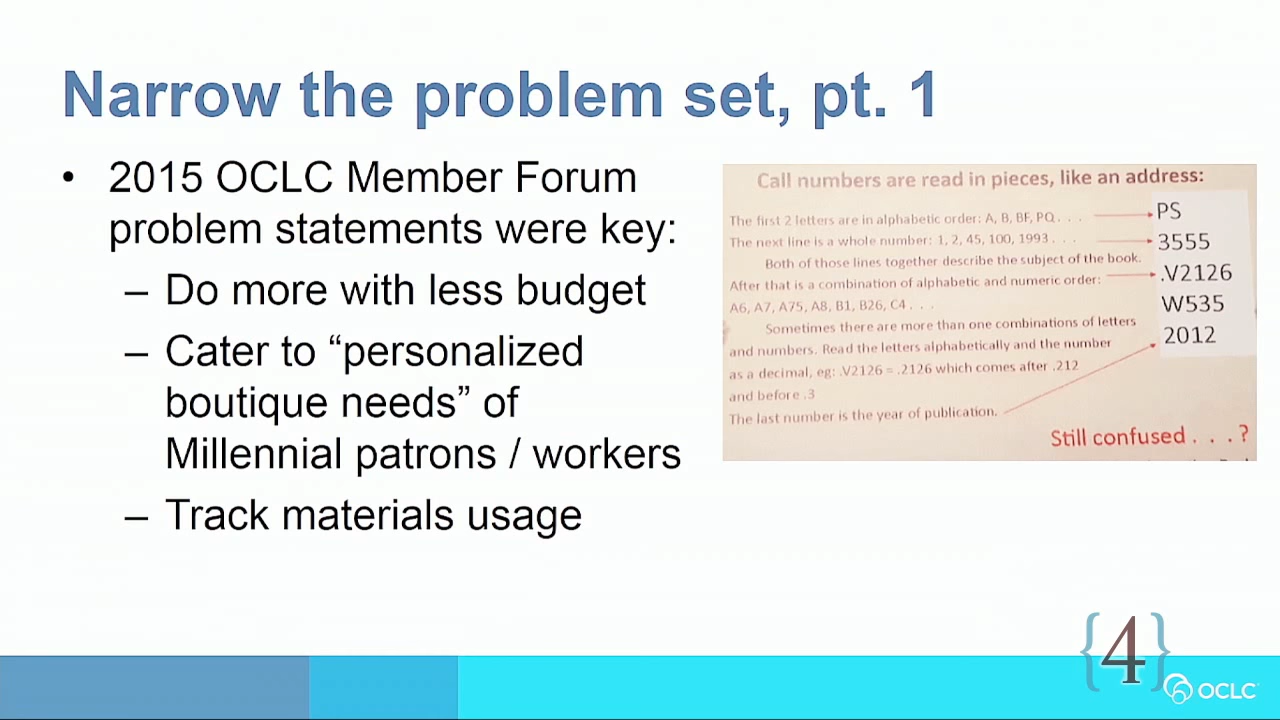 Narrow the problem set, pt. 1
• 2015 OCLC Member Forum
problem statements were key:
– Do more with less budget
– Cater to “personalized
boutique needs” of
Millennial patrons / workers
– Track materials usage
Call numbers are read in pieces, like an address:
The first 2 letters are in alphabetic order: A, B, BF, PQ . . .
The next line is a whole number: 1, 2, 45, 100, 1993 . . .
Both of those lines together describe the subject of the book.
After that is a combination of alphabetic and numeric order:
A6, A7, A75, A8, B1, B26, C4 . . .
Sometimes there are more than one combinations of letters
and numbers. Read the letters alphabetically and the number
as a decimal, eg: .V2126 = .2126 which comes after .212
and before .3
The last number is the year of publication.
PS
3555
.V2126
W535
2012
Still confused . . . ?
{4}
OCLC